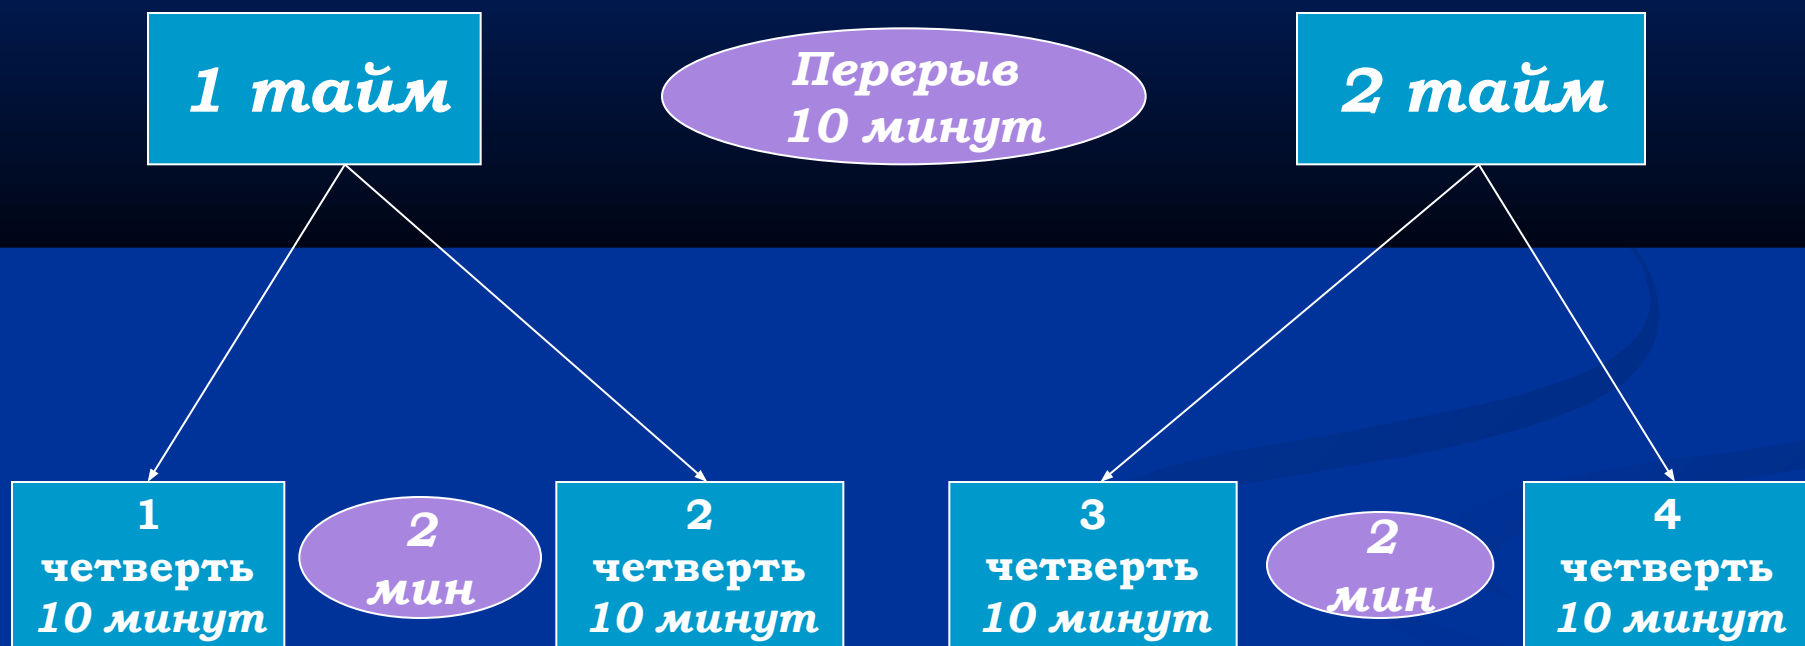 1 тайм
Перерыв
10 минут
2 тайм
1
четверть
10 минут
2
мин
2
четверть
10 минут
3
четверть
10 минут
2
мин
4
четверть
10 минут